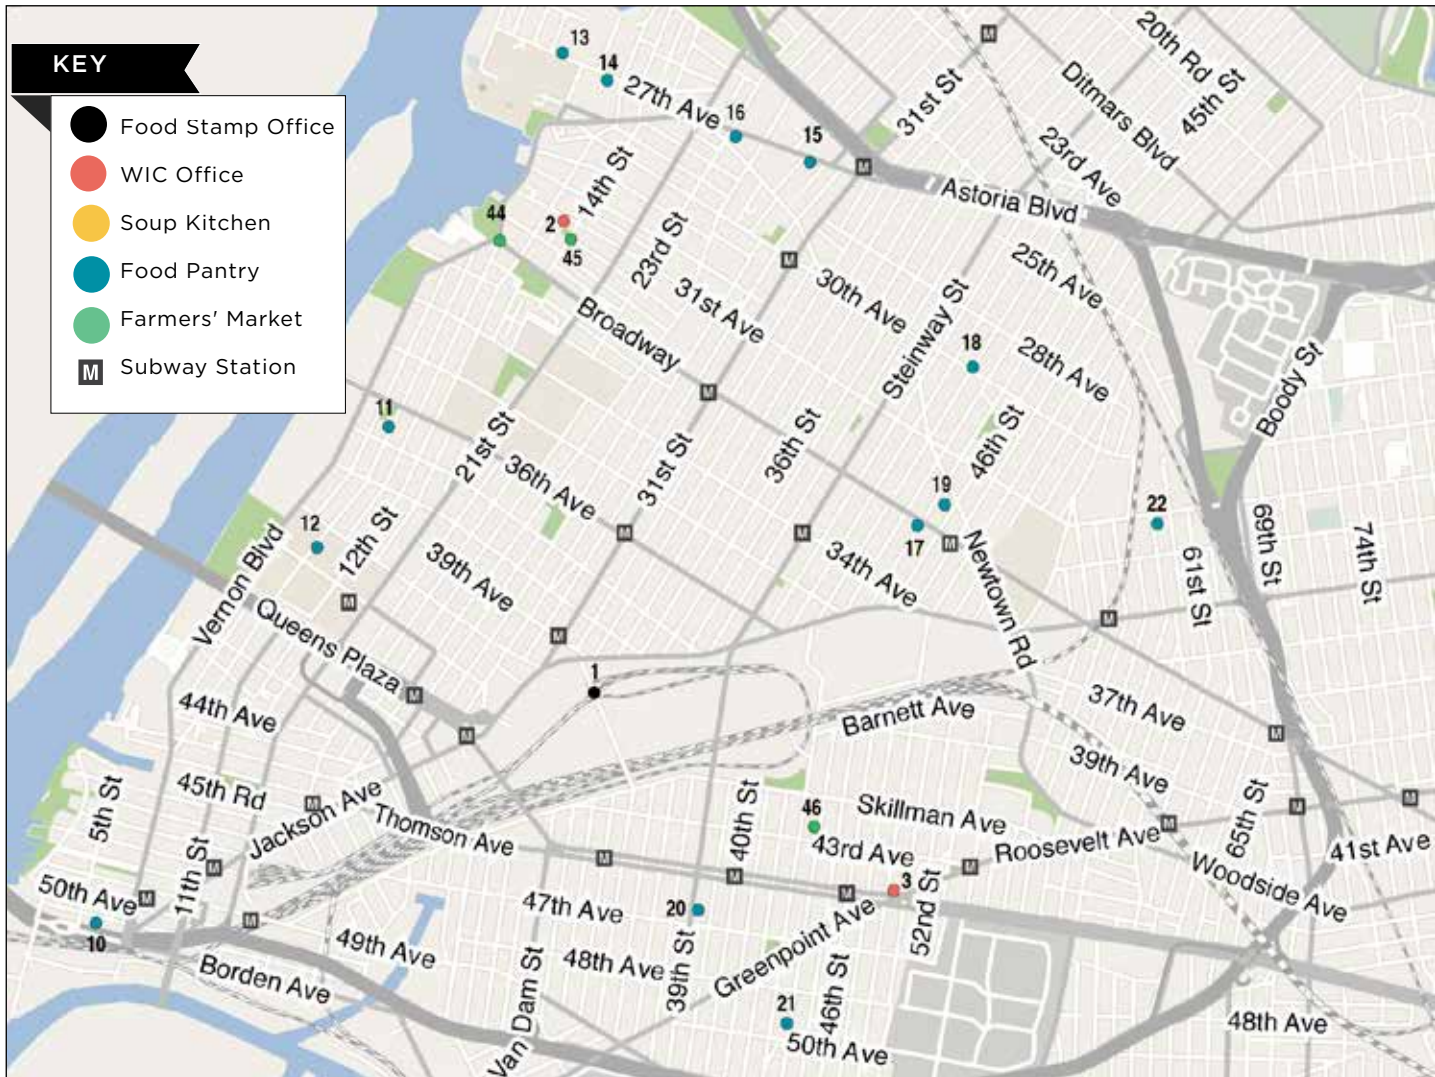 KEY
Food Stamp Office
WIC Office
Soup Kitchen
Food Pantry
Farmers' Market
M Subway Station
13
14
27th Ave
16
15
M
31st St
20th Rd
Ditmars Blvd
45th St
23rd Ave
M
Astoria Blvd
14th St
44
2
45
23rd St
M
31st Ave
30th Ave
25th Ave
Broadway
Steinway St
18
28th Ave
Boody St
M
11
21st St
36th Ave
31st St
36th St
46th St
19
17
M
22
12
12th St
Vernon Blvd
39th Ave
M
M
34th Ave
Newtown Rd
61st St
69th St
74th St
M
Queens Plaza
M
M
1
M
44th Ave
M
Barnett Ave
37th Ave
M
39th Ave
5th St
45th Rd
M
Jackson Ave
Thomson Ave
40th St
46
Skillman Ave
43rd Ave
Roosevelt Ave
M
65th St
M
M
41st Ave
Woodside Ave
50th Ave
11th St
M
M
M
M
M
M
3
M
52nd St
10
47th Ave
20
49th Ave
48th Ave
39th St
Greenpoint Ave
Borden Ave
Van Dam St
21
46th St
50th Ave
48th Ave